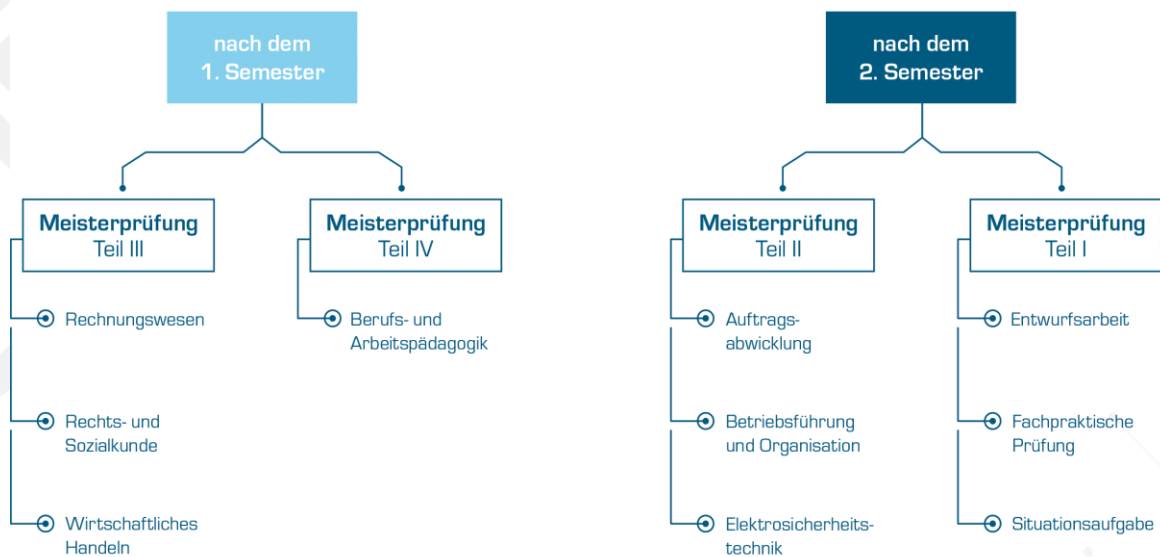 nach dem
1. Semester
Meisterprüfung
Teil III
Rechnungswesen
Rechts- und
Sozialkunde
Wirtschaftliches
Handeln
Meisterprüfung
Teil IV
Berufs- und
Arbeitspädagogik
nach dem
2. Semester
Meisterprüfung
Teil II
Auftrags-
abwicklung
Betriebsführung
und Organisation
Elektrosicherheits-
technik
Meisterprüfung
Teil I
Entwurfsarbeit
Fachpraktische
Prüfung
Situationsaufgabe